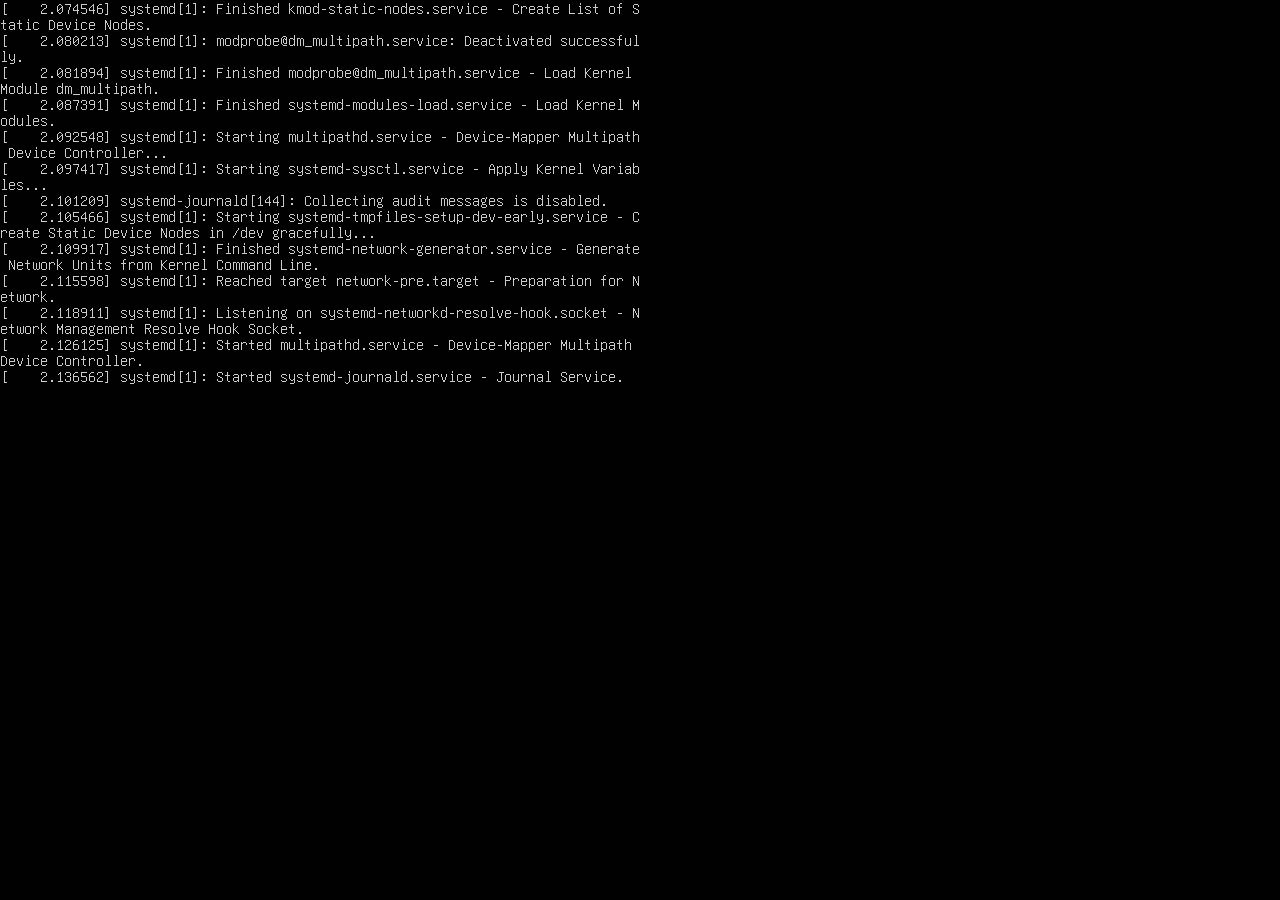 [    2.074546] systemd[1]: Finished kmod-static-nodes.service - Create List of S
tatic Device Nodes.
[    2.080213] systemd[1]: modprobe@dm_multipath.service: Deactivated successful
ly.
[    2.081894] systemd[1]: Finished modprobe@dm_multipath.service - Load Kernel
Module dm_multipath.
[    2.087391] systemd[1]: Finished systemd-modules-load.service - Load Kernel M
odules.
[    2.092548] systemd[1]: Starting multipathd.service - Device-Mapper Multipath
 Device Controller...
[    2.097417] systemd[1]: Starting systemd-sysctl.service - Apply Kernel Variab
les...
[    2.101209] systemd-journald[144]: Collecting audit messages is disabled.
[    2.105466] systemd[1]: Starting systemd-tmpfiles-setup-dev-early.service - C
reate Static Device Nodes in /dev gracefully...
[    2.109917] systemd[1]: Finished systemd-network-generator.service - Generate
 Network Units from Kernel Command Line.
[    2.115598] systemd[1]: Reached target network-pre.target - Preparation for N
etwork.
[    2.118911] systemd[1]: Listening on systemd-networkd-resolve-hook.socket - N
etwork Management Resolve Hook Socket.
[    2.126125] systemd[1]: Started multipathd.service - Device-Mapper Multipath
Device Controller.
[    2.136562] systemd[1]: Started systemd-journald.service - Journal Service.